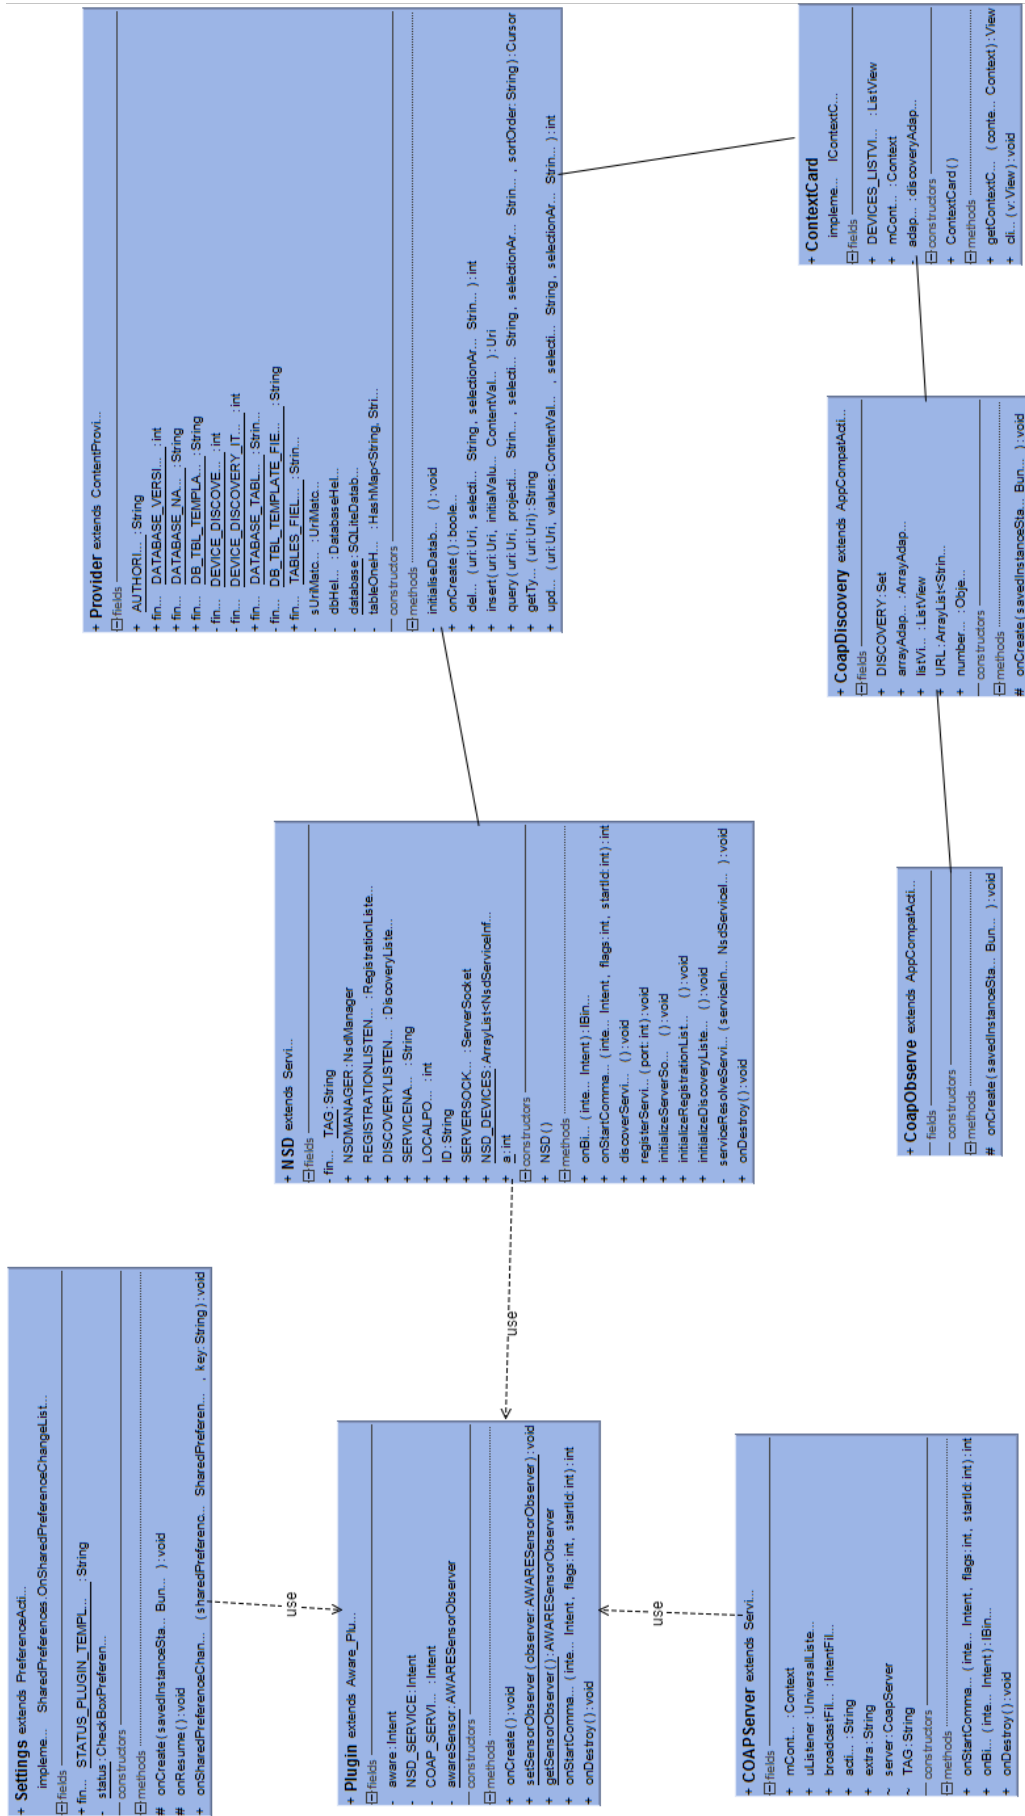 + Settings extends PreferenceActi...
impleme... SharedPreferences.OnSharedPreferenceChangeList...
fields
+ fin... STATUS_PLUGIN_TEMPL... : String
- status : CheckBoxPreferen...
constructors
methods
# onCreate (savedInstanceSta... Bun... ) : void
# onResume () : void
+ onSharedPreferenceChan... (sharedPreferenc... SharedPreferen... , key: String) : void
use
+ Plugin extends Aware_Plu...
fields
- aware : Intent
- NSD_SERVICE : Intent
- COAP_SERVI... : Intent
- awareSensor : AWARESensorObserver
constructors
methods
+ onCreate () : void
+ setSensorObserver (observer: AWARESensorObserver) : void
+ getSensorObserver () : AWARESensorObserver
+ onStartComma... (inte... Intent, flags: int, startId: int) : int
+ onDestroy () : void
use
use
+ COAPServer extends Servi...
fields
+ mCont... : Context
+ uListener : UniversalListe...
+ broadcastFil... : IntentFil...
+ acti... : String
+ extra : String
~ server : CoapServer
~ TAG : String
constructors
methods
+ onStartComma... (inte... Intent, flags: int, startId: int) : int
+ onBi... (inte... Intent) : IBin...
+ onDestroy () : void
+ NSD extends Servi...
fields
- fin... TAG : String
+ NSDMANAGER : NsdManager
+ REGISTRATIONLISTEN... : RegistrationListe...
+ DISCOVERYLISTEN... : DiscoveryListe...
+ SERVICENA... : String
+ LOCALPO... : int
+ ID : String
+ SERVERSOCK... : ServerSocket
+ NSD_DEVICES : ArrayList<NsdServiceInf...
+ a : int
constructors
+ NSD ()
methods
+ onBi... (inte... Intent) : IBin...
+ onStartComma... (inte... Intent, flags: int, startId: int) : int
+ discoverServi... () : void
+ registerServi... (port: int) : void
+ initializeServerSo... () : void
+ initializeRegistrationList... () : void
+ initializeDiscoveryListe... () : void
- serviceResolveServi... (serviceIn... NsdServiceI... ) : void
+ onDestroy () : void
+ CoapObserve extends AppCompatActi...
fields
constructors
methods
# onCreate (savedInstanceSta... Bun... ) : void
+ Provider extends ContentProvi...
fields
+ AUTHORI... : String
+ fin... DATABASE_VERSI... : int
+ fin... DATABASE_NA... : String
+ fin... DB_TBL_TEMPLA... : String
- fin... DEVICE_DISCOVE... : int
- fin... DEVICE_DISCOVERY_IT... : int
+ fin... DATABASE_TABL... : Strin...
- fin... DB_TBL_TEMPLATE_FIE... : String
+ fin... TABLES_FIEL... : Strin...
- sUriMatc... : UriMatc...
- dbHel... : DatabaseHel...
- database : SQLiteDatab...
- tableOneH... : HashMap<String, Stri...
constructors
methods
- initialiseDatab... () : void
+ onCreate () : boole...
+ del... (uri: Uri, selecti... String, selectionAr... Strin... ) : int
+ insert (uri: Uri, initialValu... ContentVal... ) : Uri
+ query (uri: Uri, projecti... Strin... , selecti... String, selectionAr... Strin... , sortOrder: String) : Cursor
+ getTy... (uri: Uri) : String
+ upd... (uri: Uri, values: ContentVal... , selecti... String, selectionAr... Strin... ) : int
+ CoapDiscovery extends AppCompatActi...
fields
+ DISCOVERY : Set
+ arrayAdap... : ArrayAdap...
+ listVi... : ListView
+ URL : ArrayList<Strin...
+ number... : Obje...
constructors
methods
# onCreate (savedInstanceSta... Bun... ) : void
+ ContextCard
impleme... IContextC...
fields
+ DEVICES_LISTVI... : ListView
+ mCont... : Context
- adap... : discoveryAdap...
constructors
+ ContextCard ()
methods
+ getContextC... (conte... Context) : View
+ cli... (v: View) : void